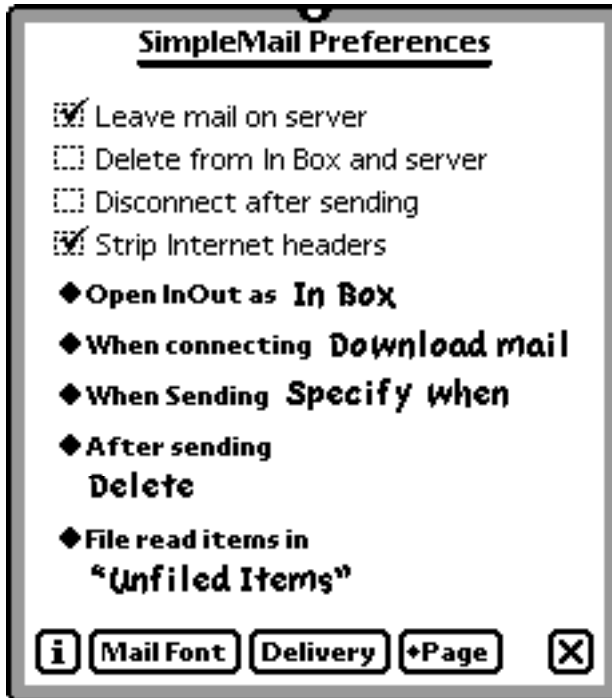 SimpleMail Preferences
Leave mail on server
Delete from In Box and server
Disconnect after sending
Strip Internet headers
◆Open InOut as In Box
◆When connecting Download mail
◆When Sending Specify when
◆After sending
Delete
◆File read items in
“Unfiled Items”
i Mail Font Delivery ◆Page X